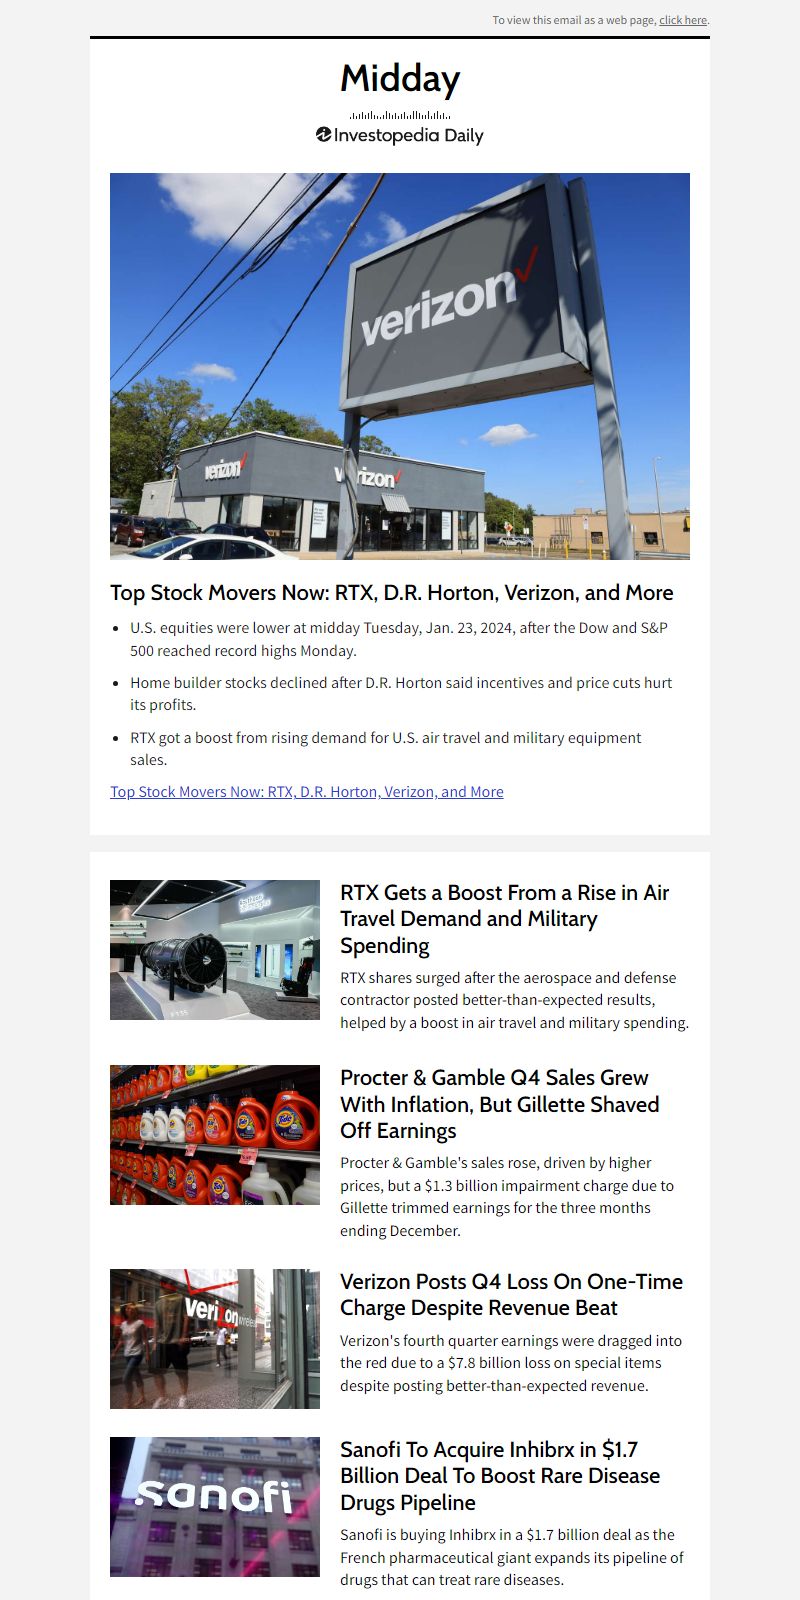 To view this email as a web page, click here.
Midday
Investopedia Daily
verizon
verizon
verizon
Top Stock Movers Now: RTX, D.R. Horton, Verizon, and More
• U.S. equities were lower at midday Tuesday, Jan. 23, 2024, after the Dow and S&P
500 reached record highs Monday.
• Home builder stocks declined after D.R. Horton said incentives and price cuts hurt
its profits.
• RTX got a boost from rising demand for U.S. air travel and military equipment
sales.
Top Stock Movers Now: RTX, D.R. Horton, Verizon, and More
RTX Gets a Boost From a Rise in Air
Travel Demand and Military
Spending
RTX shares surged after the aerospace and defense
contractor posted better-than-expected results,
helped by a boost in air travel and military spending.
F135
Procter & Gamble Q4 Sales Grew
With Inflation, But Gillette Shaved
Off Earnings
Procter & Gamble's sales rose, driven by higher
prices, but a $1.3 billion impairment charge due to
Gillette trimmed earnings for the three months
ending December.
Tide
Tide
Tide
Verizon Posts Q4 Loss On One-Time
Charge Despite Revenue Beat
Verizon's fourth quarter earnings were dragged into
the red due to a $7.8 billion loss on special items
despite posting better-than-expected revenue.
verizon
Sanofi To Acquire Inhibrx in $1.7
Billion Deal To Boost Rare Disease
Drugs Pipeline
Sanofi is buying Inhibrx in a $1.7 billion deal as the
French pharmaceutical giant expands its pipeline of
drugs that can treat rare diseases.
sanofi